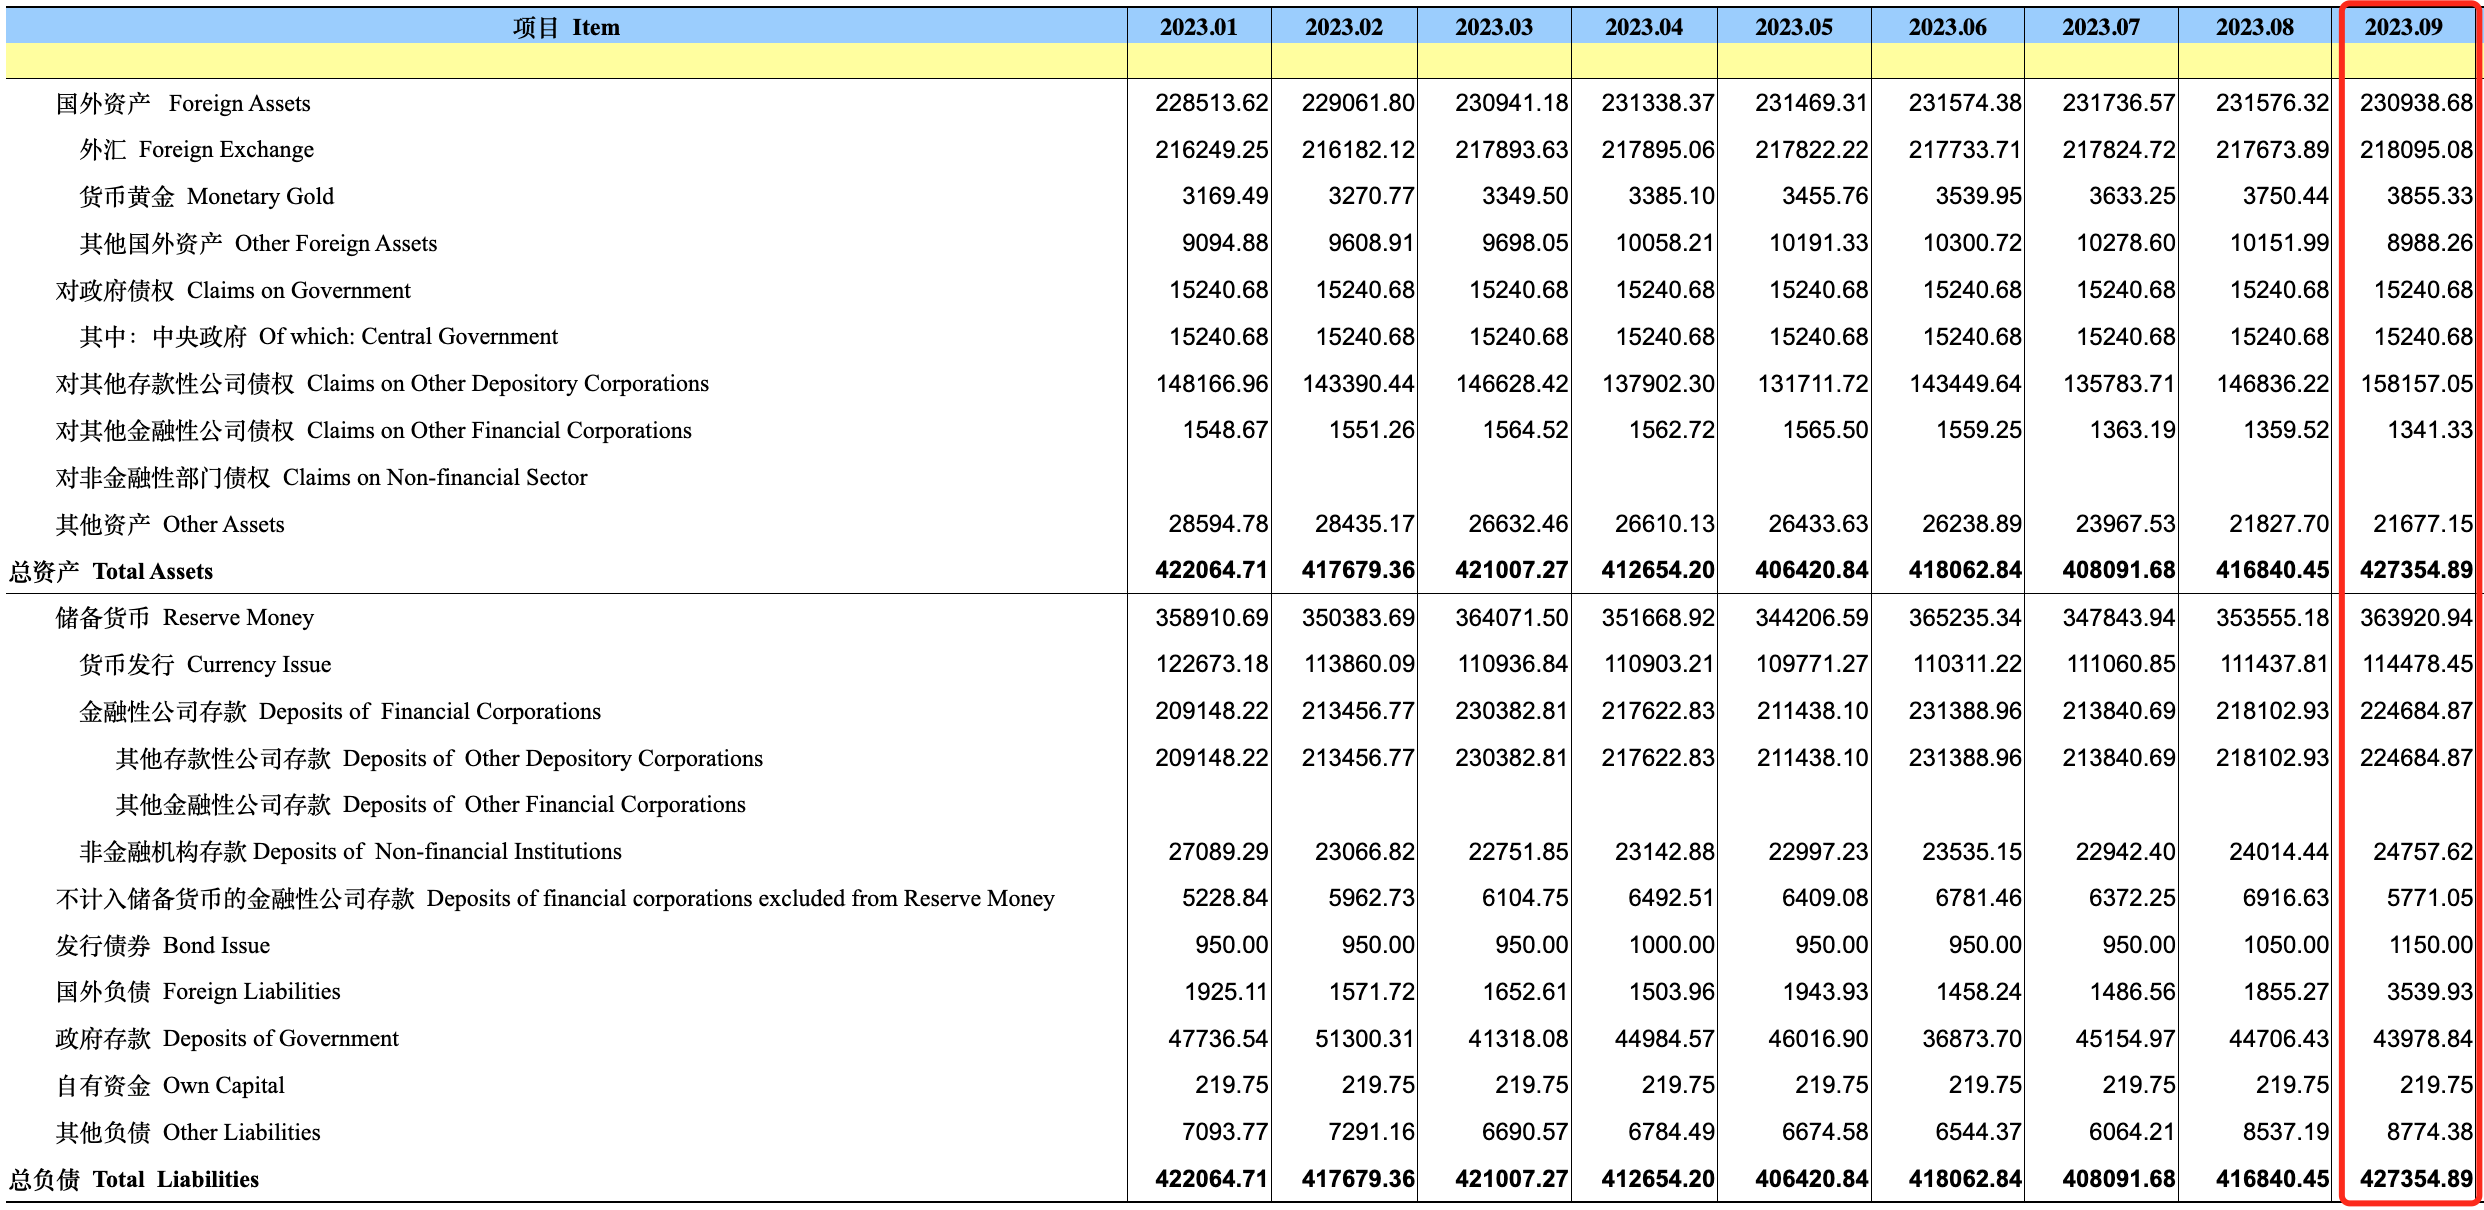 项目 Item 2023.01 2023.02 2023.03 2023.04 2023.05 2023.06 2023.07 2023.08 2023.09
国外资产 Foreign Assets 228513.62 229061.80 230941.18 231338.37 231469.31 231574.38 231736.57 231576.32 230938.68
外汇 Foreign Exchange 216249.25 216182.12 217893.63 217895.06 217822.22 217733.71 217824.72 217673.89 218095.08
货币黄金 Monetary Gold 3169.49 3270.77 3349.50 3385.10 3455.76 3539.95 3633.25 3750.44 3855.33
其他国外资产 Other Foreign Assets 9094.88 9608.91 9698.05 10058.21 10191.33 10300.72 10278.60 10151.99 8988.26
对政府债权 Claims on Government 15240.68 15240.68 15240.68 15240.68 15240.68 15240.68 15240.68 15240.68 15240.68
其中：中央政府 Of which: Central Government 15240.68 15240.68 15240.68 15240.68 15240.68 15240.68 15240.68 15240.68 15240.68
对其他存款性公司债权 Claims on Other Depository Corporations 148166.96 143390.44 146628.42 137902.30 131711.72 143449.64 135783.71 146836.22 158157.05
对其他金融性公司债权 Claims on Other Financial Corporations 1548.67 1551.26 1564.52 1562.72 1565.50 1559.25 1363.19 1359.52 1341.33
对非金融性部门债权 Claims on Non-financial Sector
其他资产 Other Assets 28594.78 28435.17 26632.46 26610.13 26433.63 26238.89 23967.53 21827.70 21677.15
总资产 Total Assets 422064.71 417679.36 421007.27 412654.20 406420.84 418062.84 408091.68 416840.45 427354.89
储备货币 Reserve Money 358910.69 350383.69 364071.50 351668.92 344206.59 365235.34 347843.94 353555.18 363920.94
货币发行 Currency Issue 122673.18 113860.09 110936.84 110903.21 109771.27 110311.22 111060.85 111437.81 114478.45
金融性公司存款 Deposits of Financial Corporations 209148.22 213456.77 230382.81 217622.83 211438.10 231388.96 213840.69 218102.93 224684.87
其他存款性公司存款 Deposits of Other Depository Corporations 209148.22 213456.77 230382.81 217622.83 211438.10 231388.96 213840.69 218102.93 224684.87
其他金融性公司存款 Deposits of Other Financial Corporations
非金融机构存款 Deposits of Non-financial Institutions 27089.29 23066.82 22751.85 23142.88 22997.23 23535.15 22942.40 24014.44 24757.62
不计入储备货币的金融性公司存款 Deposits of financial corporations excluded from Reserve Money 5228.84 5962.73 6104.75 6492.51 6409.08 6781.46 6372.25 6916.63 5771.05
发行债券 Bond Issue 950.00 950.00 950.00 1000.00 950.00 950.00 950.00 1050.00 1150.00
国外负债 Foreign Liabilities 1925.11 1571.72 1652.61 1503.96 1943.93 1458.24 1486.56 1855.27 3539.93
政府存款 Deposits of Government 47736.54 51300.31 41318.08 44984.57 46016.90 36873.70 45154.97 44706.43 43978.84
自有资金 Own Capital 219.75 219.75 219.75 219.75 219.75 219.75 219.75 219.75 219.75
其他负债 Other Liabilities 7093.77 7291.16 6690.57 6784.49 6674.58 6544.37 6064.21 8537.19 8774.38
总负债 Total Liabilities 422064.71 417679.36 421007.27 412654.20 406420.84 418062.84 408091.68 416840.45 427354.89